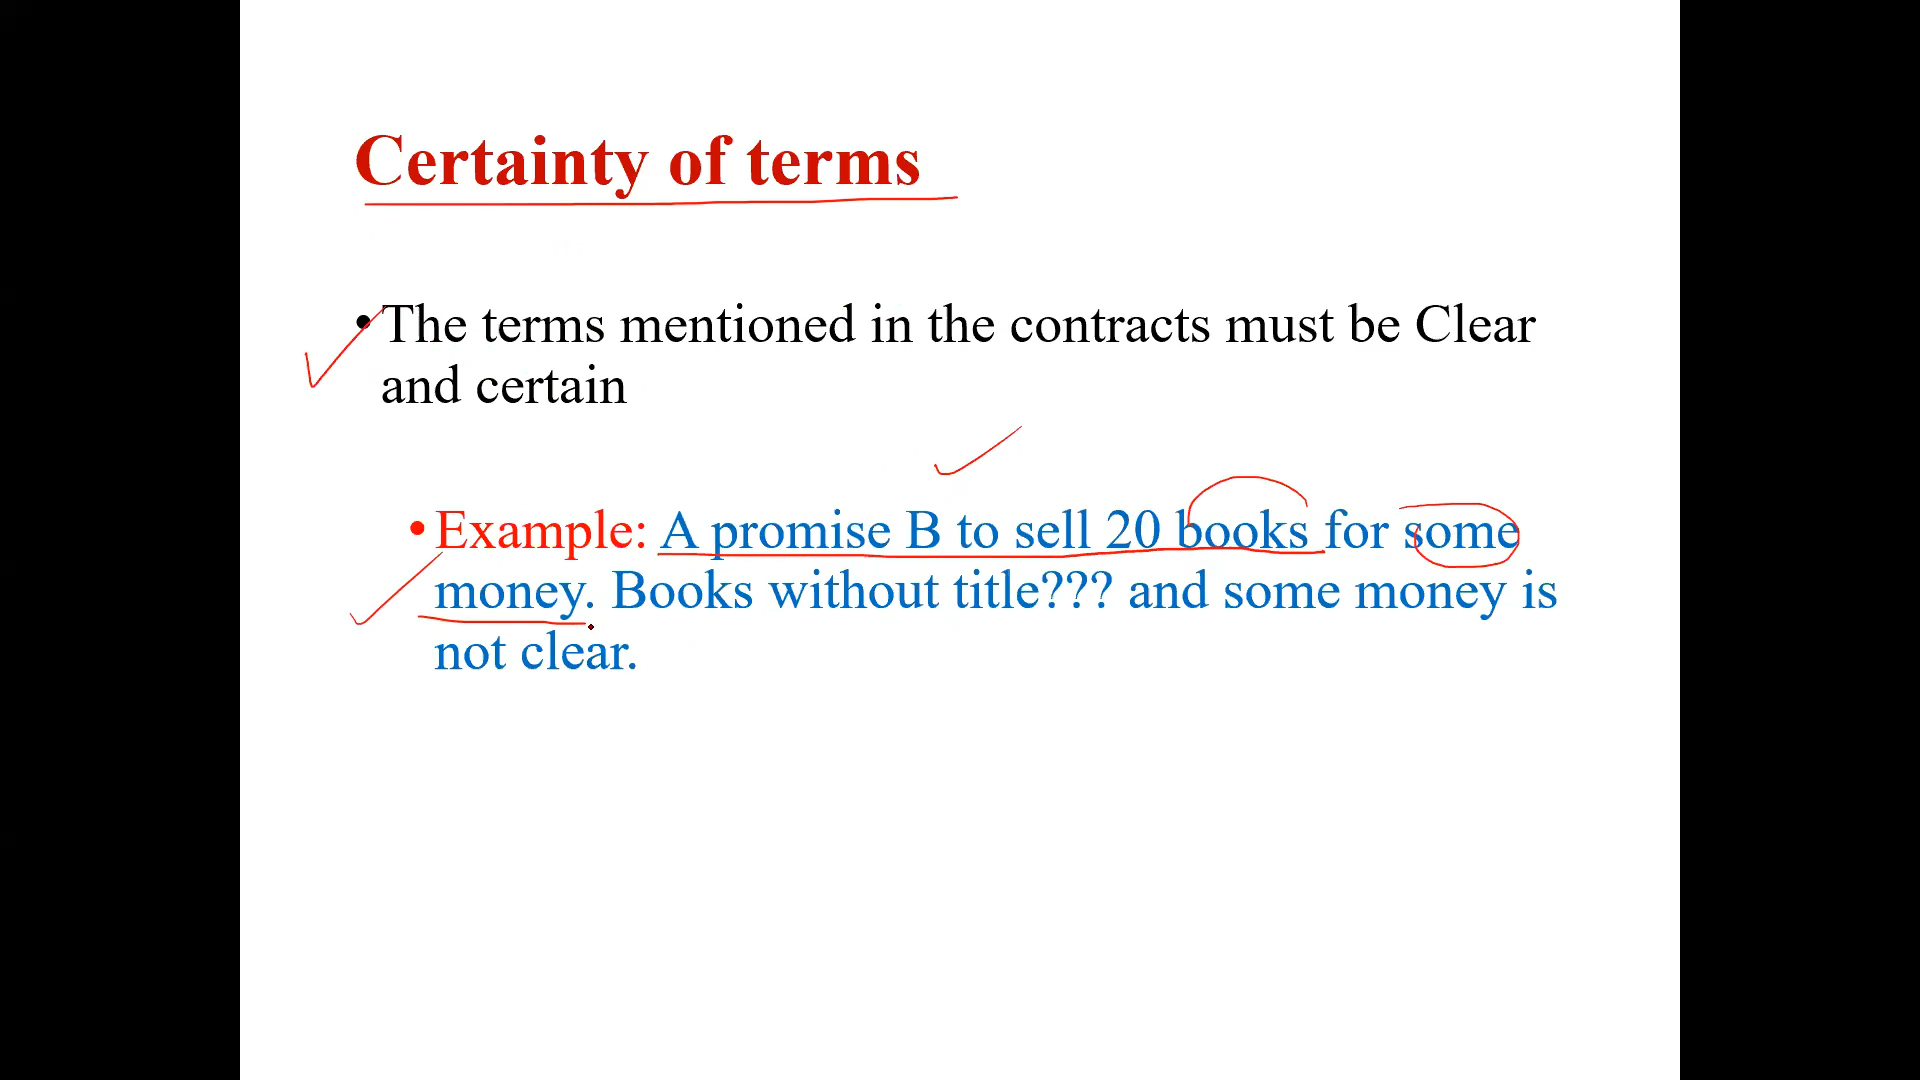 Certainty of terms
•The terms mentioned in the contracts must be Clear
and certain
•Example: A promise B to sell 20 books for some
money. Books without title??? and some money is
not clear.